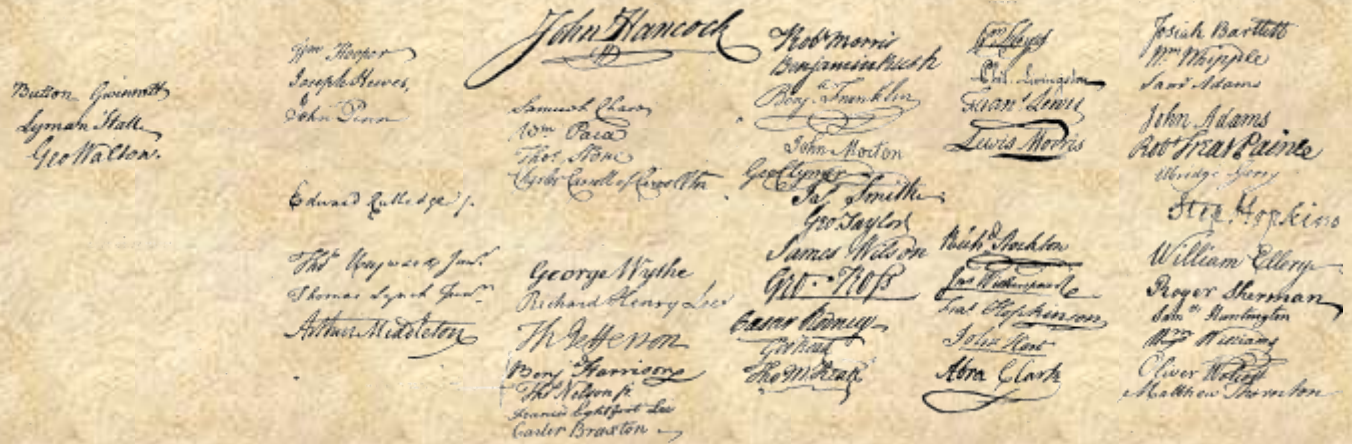 Button Gwinnett
Lyman Hall
Geo Walton.
Wm Hooper
Joseph Hewes,
John Penn
Edward Rutledge /.
Thos Heyward Junr.
Thomas Lynch Junr.
Arthur Middleton
John Hancock
Samuel Chase
Wm Paca
Thos. Stone
Charles Carroll of Carrollton
George Wythe
Richard Henry Lee
Th Jefferson
Benj Harrison
Thos Nelson jr.
Francis Lightfoot Lee
Carter Braxton
Robt Morris
Benjamin Rush
Benj. Franklin
John Morton
Geo Clymer
Jas. Smith
Geo Taylor
James Wilson
Geo. Ross
Caesar Rodney
Geo Read
Tho M:Kean
Wm Floyd
Phil. Livingston
Frans. Lewis
Lewis Morris
Richd. Stockton
Jno Witherspoon
Fras. Hopkinson
John Hart
Abra Clark
Josiah Bartlett
Wm Whipple
Saml Adams
John Adams
Robt Treat Paine
Elbridge Gerry
Step. Hopkins
William Ellery
Roger Sherman
Samel Huntington
Wm Williams
Oliver Wolcott
Matthew Thornton